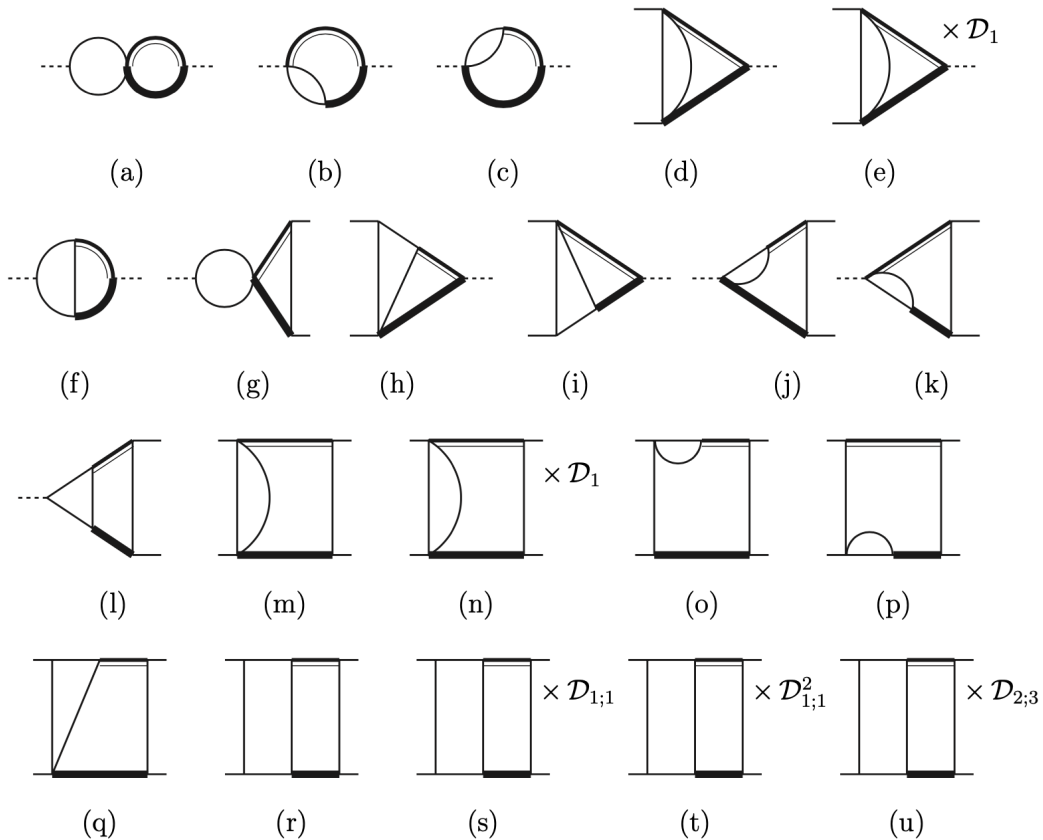 × 𝒟₁
(a) (b) (c) (d) (e)
(f) (g) (h) (i) (j) (k)
× 𝒟₁
(l) (m) (n) (o) (p)
× 𝒟₁;₁ × 𝒟²₁;₁ × 𝒟₂;₃
(q) (r) (s) (t) (u)